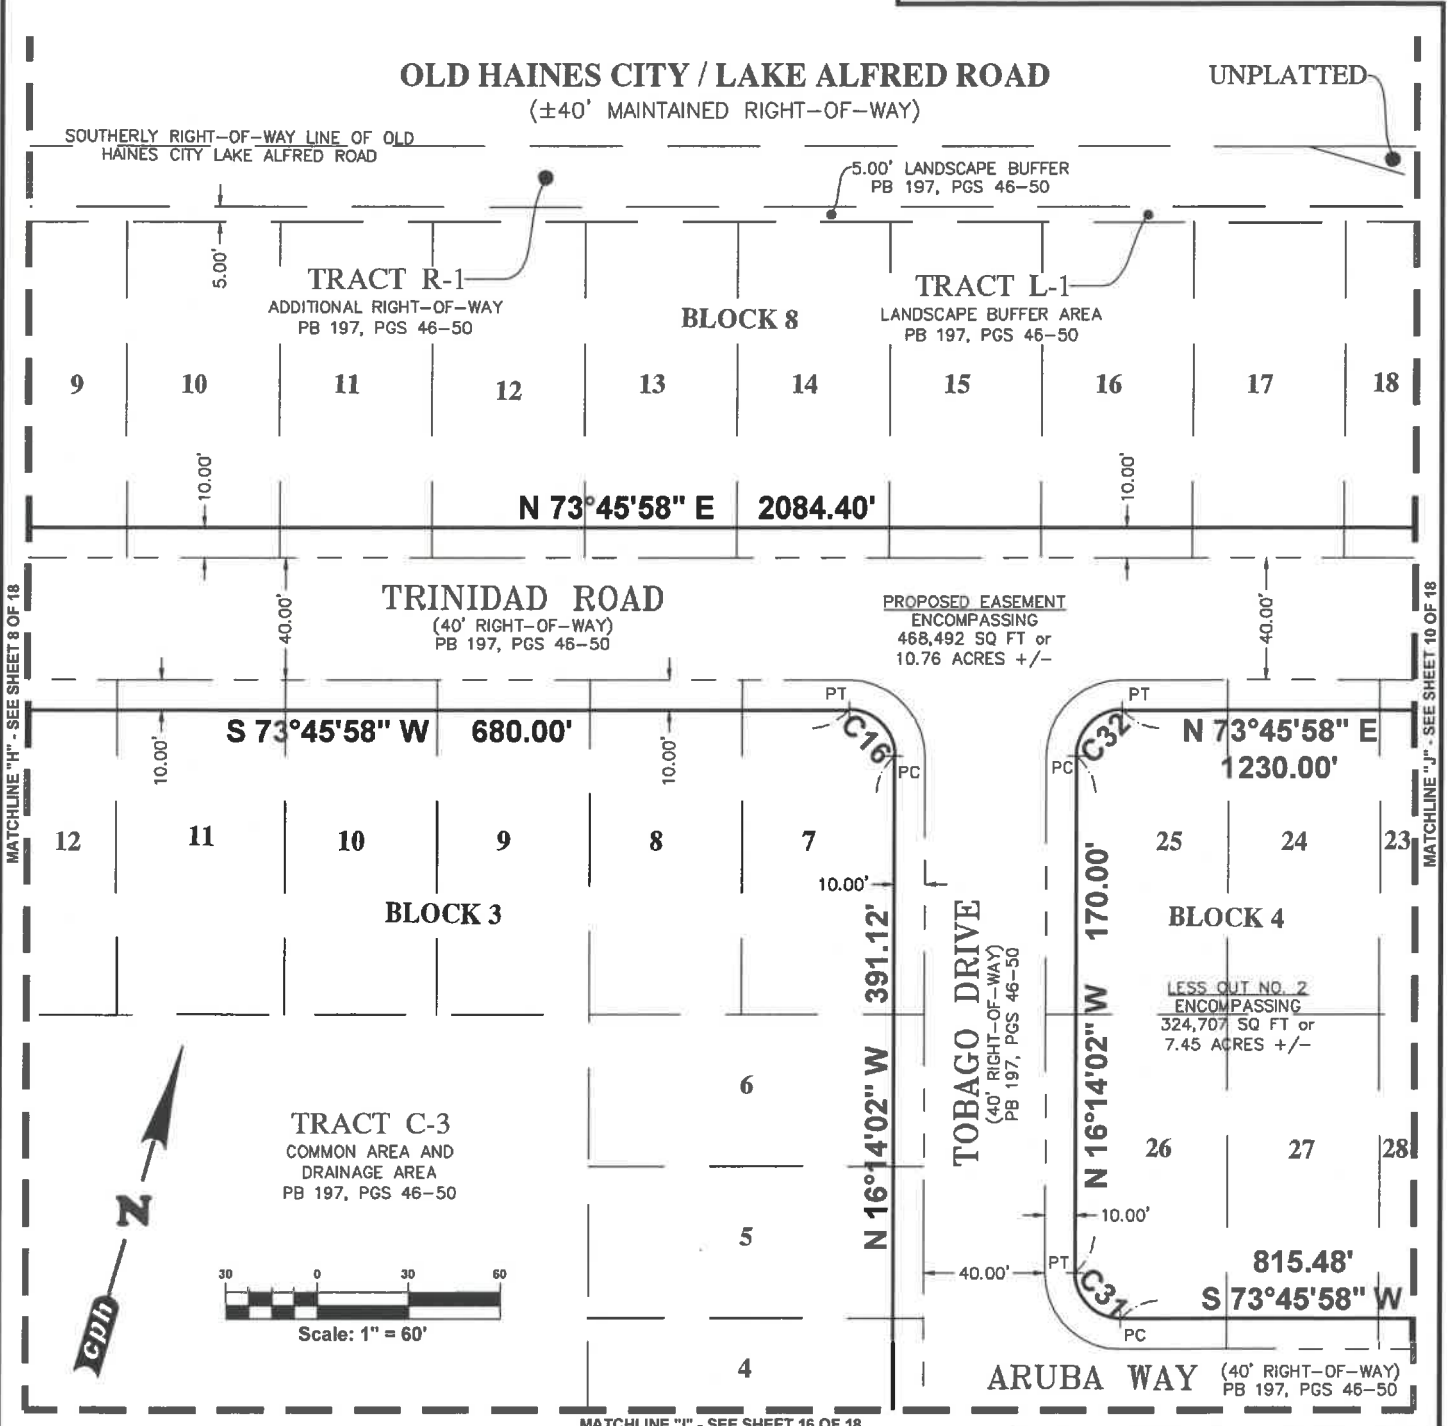 OLD HAINES CITY / LAKE ALFRED ROAD
(±40' MAINTAINED RIGHT-OF-WAY)
UNPLATTED
SOUTHERLY RIGHT-OF-WAY LINE OF OLD
HAINES CITY LAKE ALFRED ROAD
5.00' LANDSCAPE BUFFER
PB 197, PGS 46-50
5.00'
TRACT R-1
ADDITIONAL RIGHT-OF-WAY
PB 197, PGS 46-50
BLOCK 8
TRACT L-1
LANDSCAPE BUFFER AREA
PB 197, PGS 46-50
9
10
11
12
13
14
15
16
17
18
10.00'
10.00'
N 73°45'58" E 2084.40'
TRINIDAD ROAD
(40' RIGHT-OF-WAY)
PB 197, PGS 46-50
40.00'
PROPOSED EASEMENT
ENCOMPASSING
468,492 SQ FT or
10.76 ACRES +/-
40.00'
MATCHLINE "H" - SEE SHEET 8 OF 18
MATCHLINE "J" - SEE SHEET 10 OF 18
PT
PT
S 73°45'58" W 680.00'
C16
C32
N 73°45'58" E
1230.00'
10.00'
10.00'
PC
PC
12
11
10
9
8
7
25
24
23
10.00'
BLOCK 3
BLOCK 4
N 16°14'02" W 391.12'
TOBAGO DRIVE
(40' RIGHT-OF-WAY)
PB 197, PGS 46-50
N 16°14'02" W 170.00'
LESS OUT NO. 2
ENCOMPASSING
324,707 SQ FT or
7.45 ACRES +/-
6
TRACT C-3
COMMON AREA AND
DRAINAGE AREA
PB 197, PGS 46-50
26
27
28
N
10.00'
5
40.00'
PT
C31
815.48'
S 73°45'58" W
PC
30 0 30 60
Scale: 1" = 60'
cph
4
ARUBA WAY
(40' RIGHT-OF-WAY)
PB 197, PGS 46-50
MATCHLINE "I" - SEE SHEET 16 OF 18